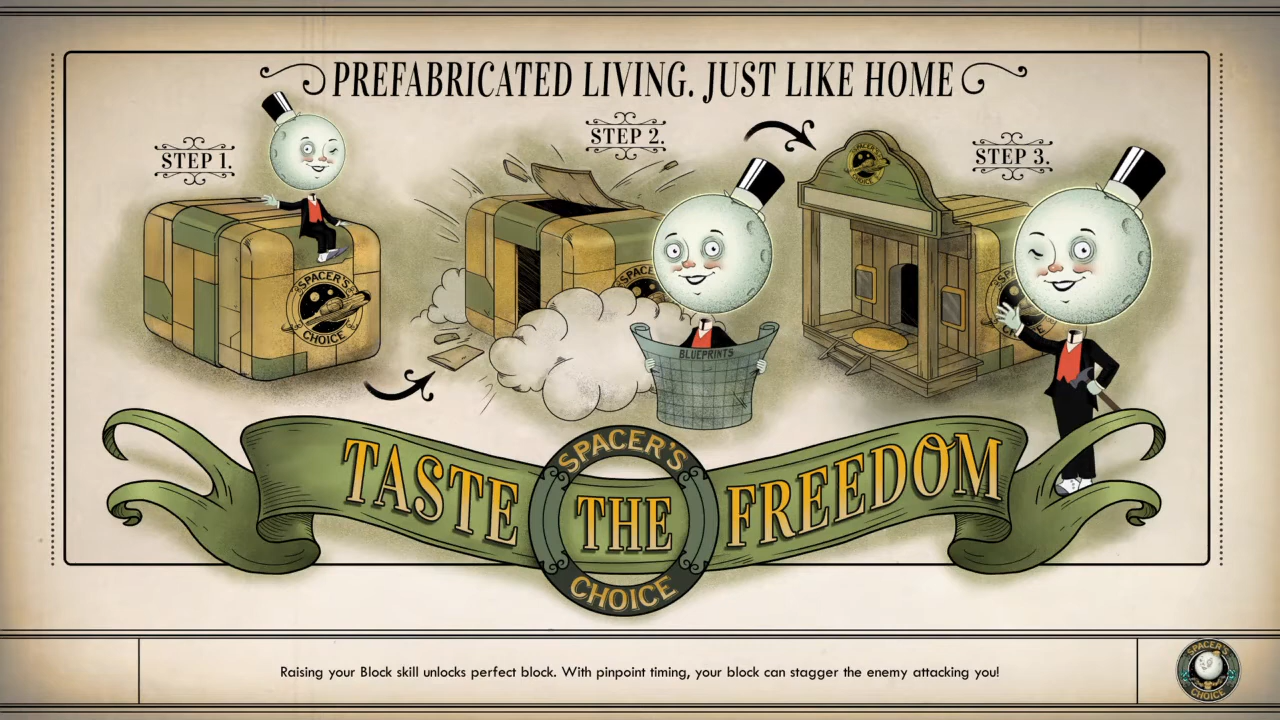 PREFABRICATED LIVING. JUST LIKE HOME
STEP 1.
STEP 2.
STEP 3.
SPACER'S
CHOICE
SPACER'S
BLUEPRINTS
SPACER'S
CHOICE
SPACER'S
TASTE THE FREEDOM
SPACER'S
CHOICE
Raising your Block skill unlocks perfect block. With pinpoint timing, your block can stagger the enemy attacking you!
SPACER'S
CHOICE